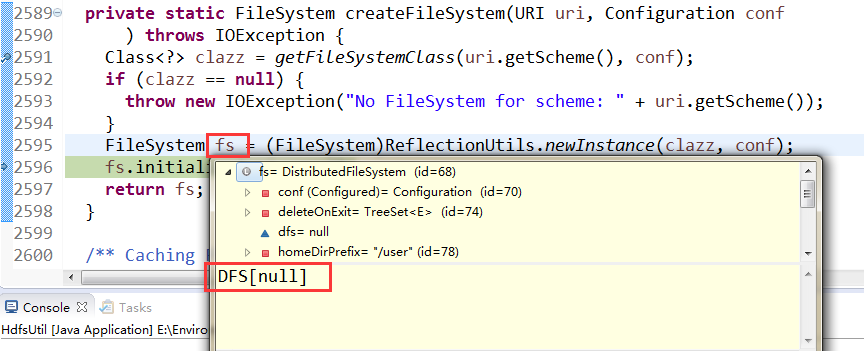 2589 private static FileSystem createFileSystem(URI uri, Configuration conf
2590 ) throws IOException {
2591 Class<?> clazz = getFileSystemClass(uri.getScheme(), conf);
2592 if (clazz == null) {
2593 throw new IOException("No FileSystem for scheme: " + uri.getScheme());
2594 }
2595 FileSystem fs = (FileSystem)ReflectionUtils.newInstance(clazz, conf);
2596 fs.initiali
2597 return fs;
2598 }
2599
2600 /** Caching
fs= DistributedFileSystem (id=68)
conf (Configured)= Configuration (id=70)
deleteOnExit= TreeSet<E> (id=74)
dfs= null
homeDirPrefix= "/user" (id=78)
DFS[null]
Console Tasks
HdfsUtil [Java Application] E:\Enviro